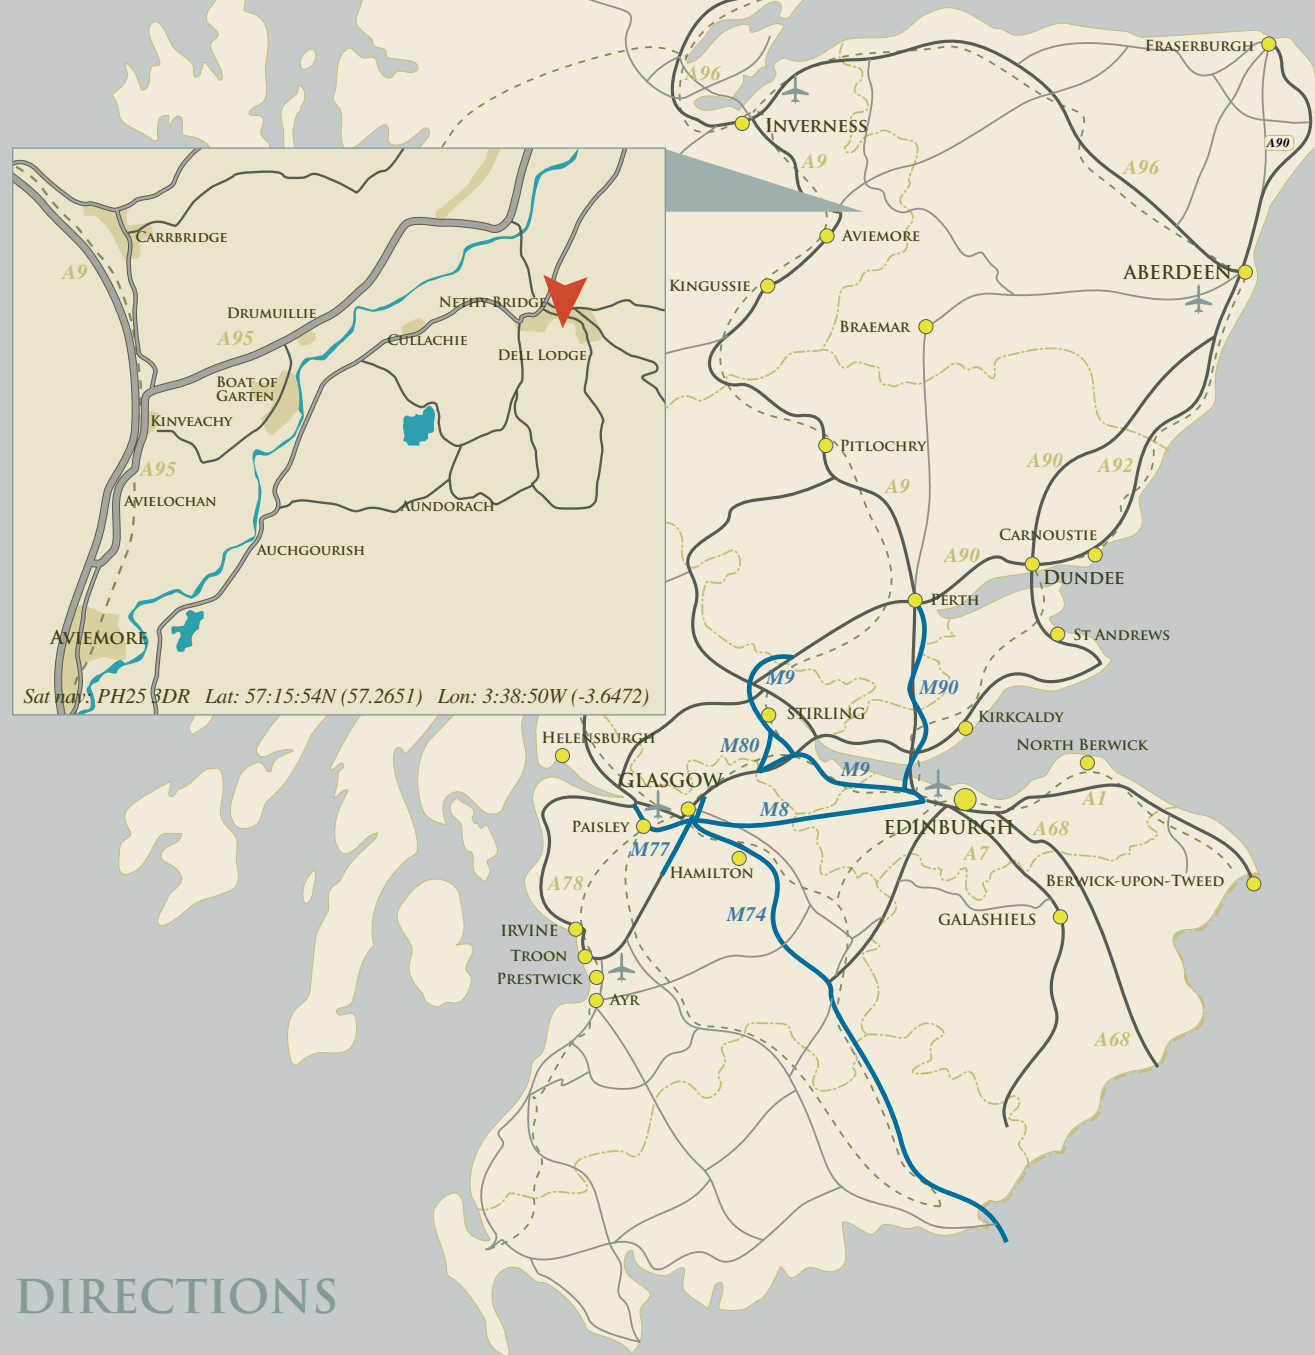 FRASERBURGH
A96
A90
INVERNESS
A9
A96
AVIEMORE
ABERDEEN
KINGUSSIE
BRAEMAR
CARRBRIDGE
A9
NETHY BRIDGE
DRUMUILLIE
A95
CULLACHIE
DELL LODGE
BOAT OF
GARTEN
KINVEACHY
A95
AVIELOCHAN
AUNDORACH
AUCHGOURISH
AVIEMORE
Sat nav: PH25 3DR Lat: 57:15:54N (57.2651) Lon: 3:38:50W (-3.6472)
PITLOCHRY
A90
A92
A9
CARNOUSTIE
A90
DUNDEE
PERTH
ST ANDREWS
M9
M90
STIRLING
KIRKCALDY
HELENSBURGH
M80
NORTH BERWICK
M9
GLASGOW
A1
M8
PAISLEY
EDINBURGH
A68
M77
A7
HAMILTON
A78
BERWICK-UPON-TWEED
M74
GALASHIELS
IRVINE
TROON
PRESTWICK
AYR
A68
DIRECTIONS